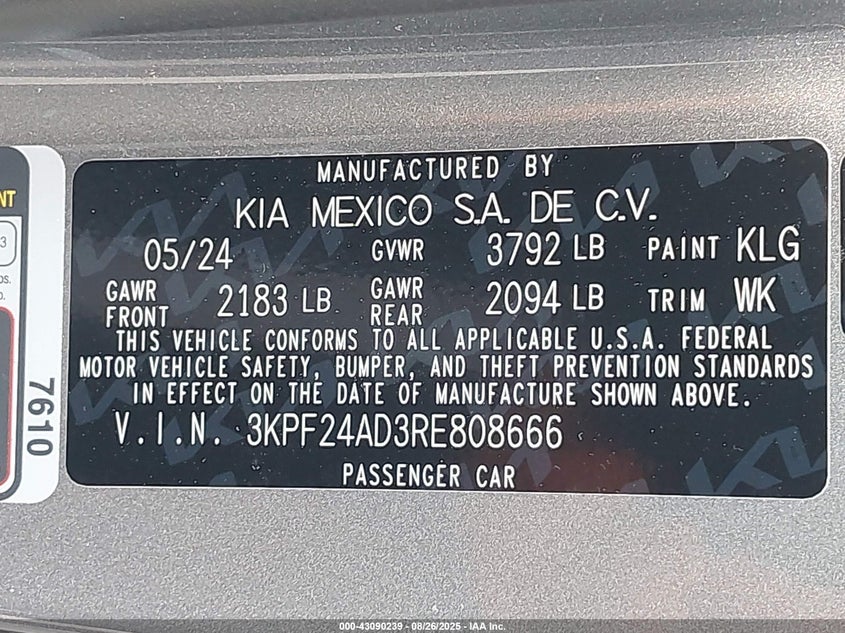 MANUFACTURED BY
KIA MEXICO S.A. DE C.V.
05/24 GVWR 3792 LB PAINT KLG
GAWR FRONT 2183 LB GAWR REAR 2094 LB TRIM WK
THIS VEHICLE CONFORMS TO ALL APPLICABLE U.S.A. FEDERAL
MOTOR VEHICLE SAFETY, BUMPER, AND THEFT PREVENTION STANDARDS
IN EFFECT ON THE DATE OF MANUFACTURE SHOWN ABOVE.
V.I.N. 3KPF24AD3RE808666
PASSENGER CAR
NT
3
7610
000-43090239 - 08/26/2025 - IAA Inc.